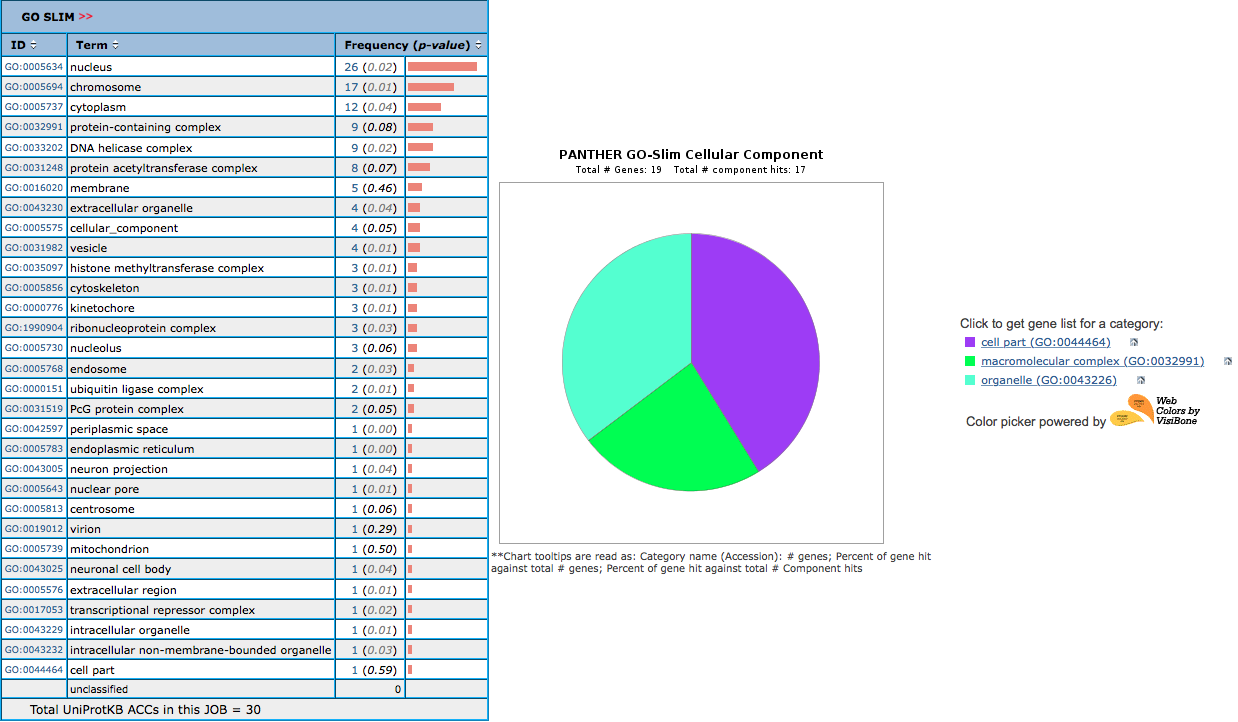 GO SLIM >>
ID Term Frequency (p-value)
GO:0005634 nucleus 26 (0.02)
GO:0005694 chromosome 17 (0.01)
GO:0005737 cytoplasm 12 (0.04)
GO:0032991 protein-containing complex 9 (0.08)
GO:0033202 DNA helicase complex 9 (0.02)
GO:0031248 protein acetyltransferase complex 8 (0.07)
GO:0016020 membrane 5 (0.46)
GO:0043230 extracellular organelle 4 (0.04)
GO:0005575 cellular_component 4 (0.05)
GO:0031982 vesicle 4 (0.01)
GO:0035097 histone methyltransferase complex 3 (0.01)
GO:0005856 cytoskeleton 3 (0.01)
GO:0000776 kinetochore 3 (0.01)
GO:1990904 ribonucleoprotein complex 3 (0.03)
GO:0005730 nucleolus 3 (0.06)
GO:0005768 endosome 2 (0.03)
GO:0000151 ubiquitin ligase complex 2 (0.01)
GO:0031519 PcG protein complex 2 (0.05)
GO:0042597 periplasmic space 1 (0.00)
GO:0005783 endoplasmic reticulum 1 (0.00)
GO:0043005 neuron projection 1 (0.04)
GO:0005643 nuclear pore 1 (0.01)
GO:0005813 centrosome 1 (0.06)
GO:0019012 virion 1 (0.29)
GO:0005739 mitochondrion 1 (0.50)
GO:0043025 neuronal cell body 1 (0.04)
GO:0005576 extracellular region 1 (0.01)
GO:0017053 transcriptional repressor complex 1 (0.02)
GO:0043229 intracellular organelle 1 (0.01)
GO:0043232 intracellular non-membrane-bounded organelle 1 (0.03)
GO:0044464 cell part 1 (0.59)
unclassified 0
Total UniProtKB ACCs in this JOB = 30
PANTHER GO-Slim Cellular Component
Total # Genes: 19 Total # component hits: 17
**Chart tooltips are read as: Category name (Accession): # genes; Percent of gene hit
against total # genes; Percent of gene hit against total # Component hits
Click to get gene list for a category:
cell part (GO:0044464)
macromolecular complex (GO:0032991)
organelle (GO:0043226)
Color picker powered by
Web
Colors by
VisiBone